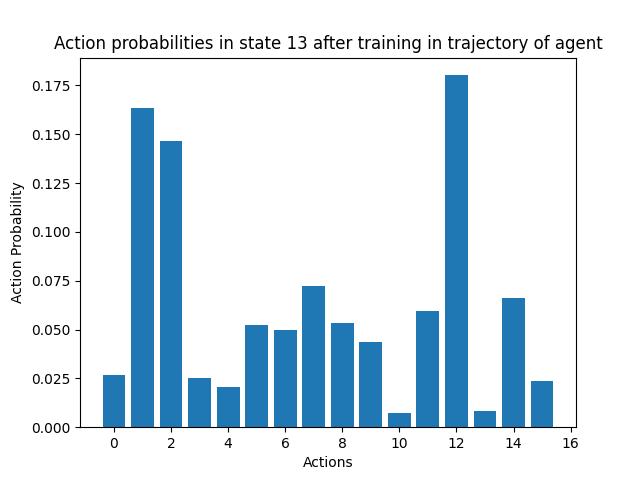 Action probabilities in state 13 after training in trajectory of agent
0.175
0.150
0.125
0.100
0.075
0.050
0.025
0.000
Action Probability
0 2 4 6 8 10 12 14 16
Actions